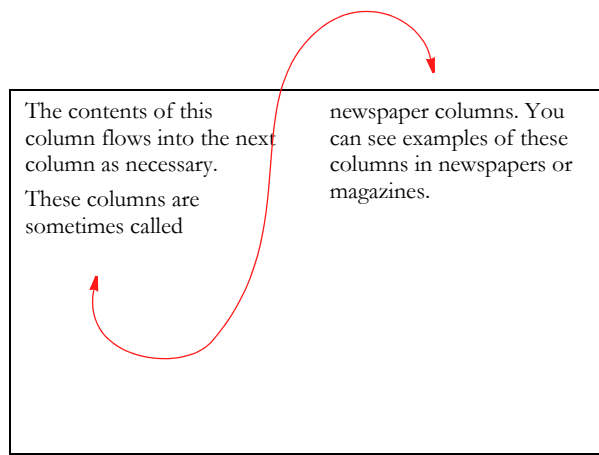 The contents of this
column flows into the next
column as necessary.
These columns are
sometimes called
newspaper columns. You
can see examples of these
columns in newspapers or
magazines.